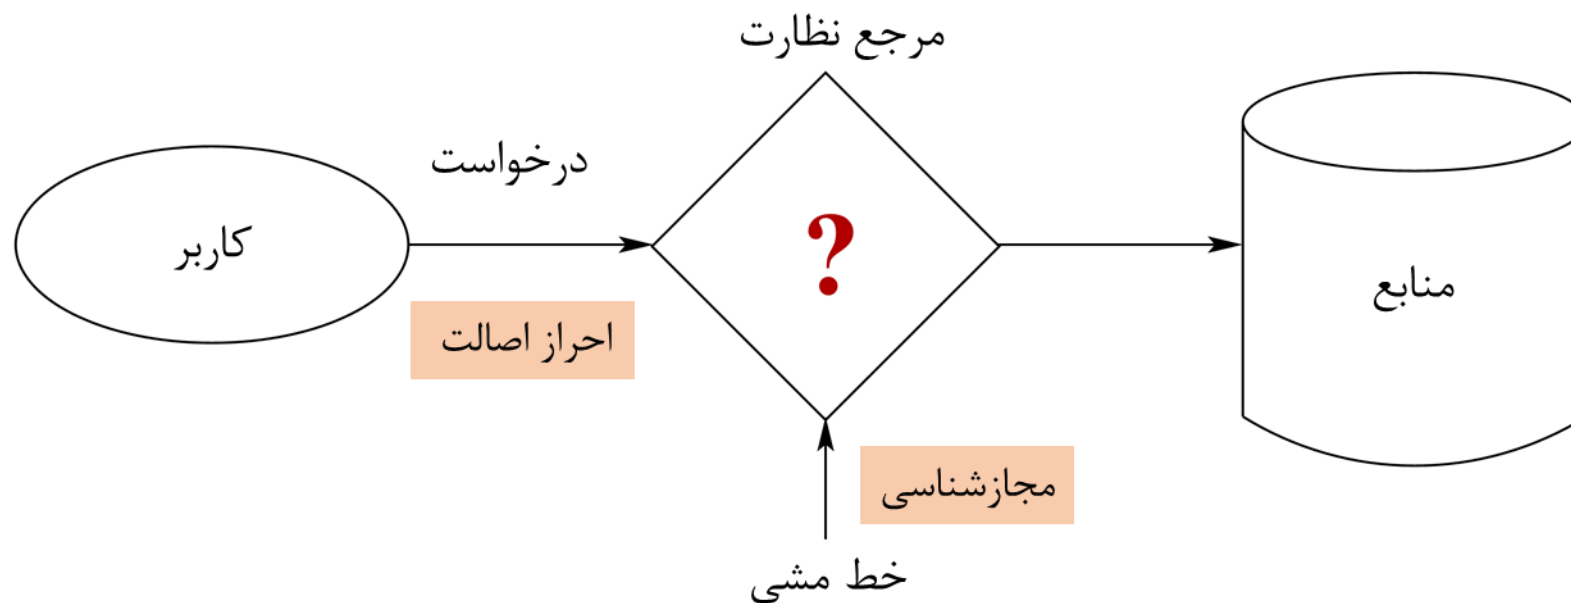 مرجع نظارت
درخواست
کاربر
?
احراز اصالت
منابع
مجازشناسی
خط مشی